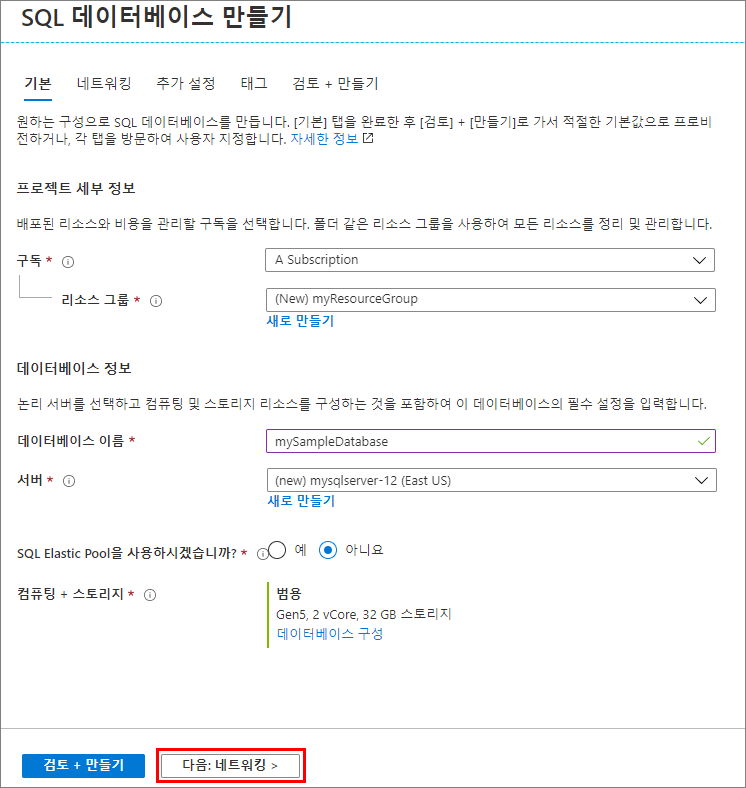 SQL 데이터베이스 만들기
기본 네트워킹 추가 설정 태그 검토 + 만들기
원하는 구성으로 SQL 데이터베이스를 만듭니다. [기본] 탭을 완료한 후 [검토] + [만들기]로 가서 적절한 기본값으로 프로비
전하거나, 각 탭을 방문하여 사용자 지정합니다. 자세한 정보
프로젝트 세부 정보
배포된 리소스와 비용을 관리할 구독을 선택합니다. 폴더 같은 리소스 그룹을 사용하여 모든 리소스를 정리 및 관리합니다.
구독 * A Subscription
리소스 그룹 * (New) myResourceGroup
새로 만들기
데이터베이스 정보
논리 서버를 선택하고 컴퓨팅 및 스토리지 리소스를 구성하는 것을 포함하여 이 데이터베이스의 필수 설정을 입력합니다.
데이터베이스 이름 * mySampleDatabase
서버 * (new) mysqlserver-12 (East US)
새로 만들기
SQL Elastic Pool을 사용하시겠습니까? * 예 아니요
컴퓨팅 + 스토리지 * 범용
Gen5, 2 vCore, 32 GB 스토리지
데이터베이스 구성
검토 + 만들기 다음: 네트워킹 >